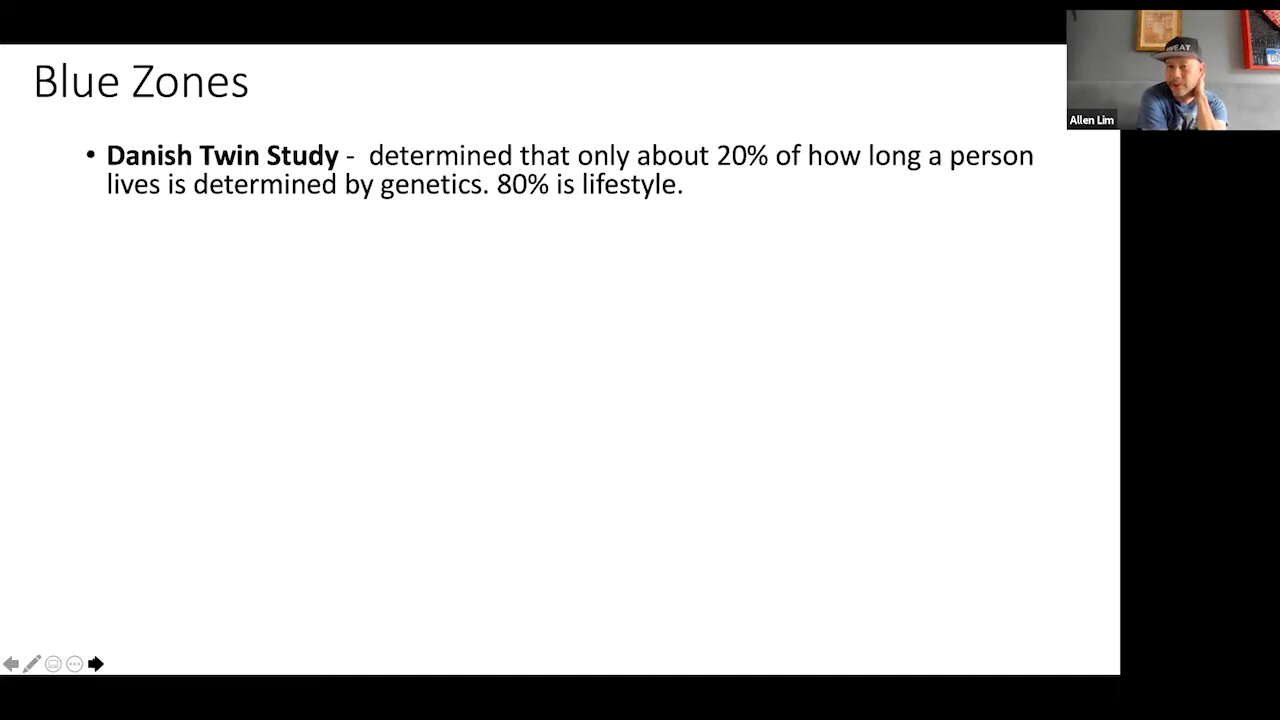 Blue Zones
• Danish Twin Study - determined that only about 20% of how long a person
lives is determined by genetics. 80% is lifestyle.
Allen Lim